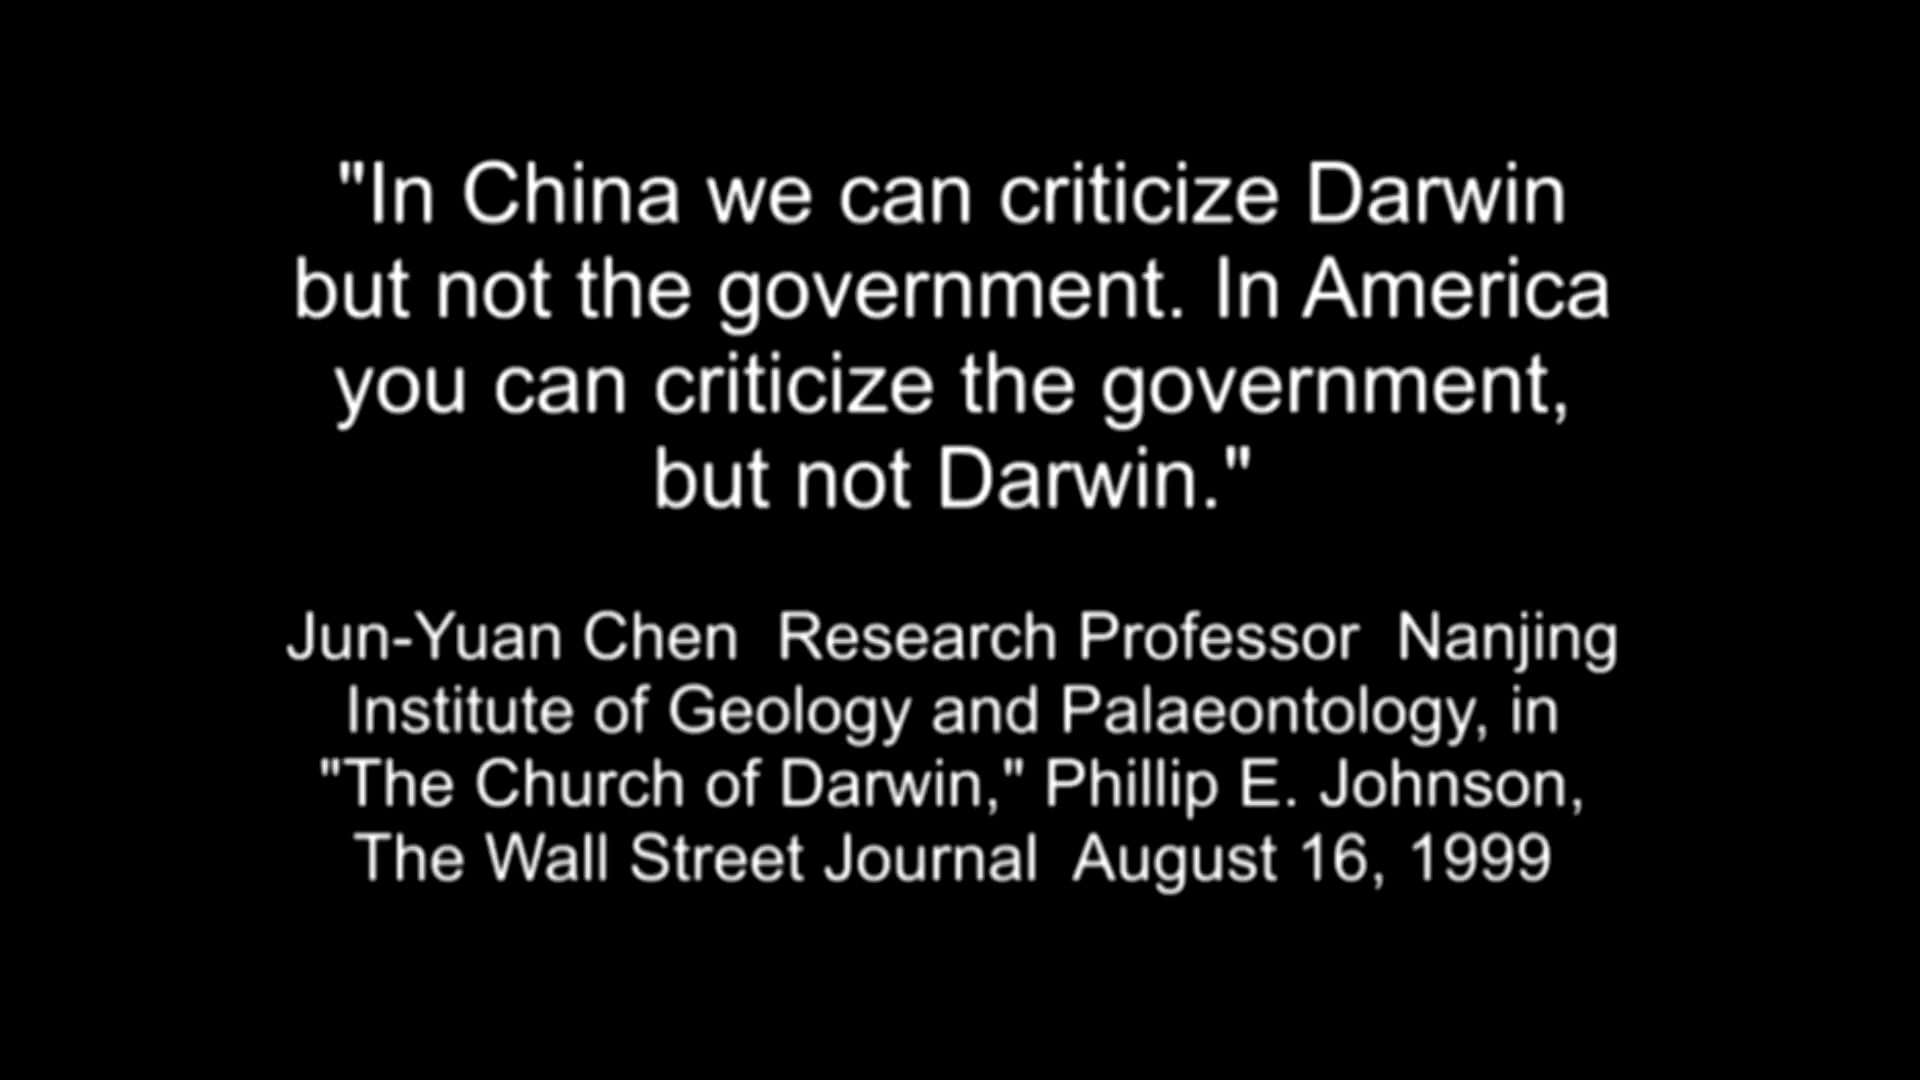 "In China we can criticize Darwin
but not the government. In America
you can criticize the government,
but not Darwin."
Jun-Yuan Chen  Research Professor  Nanjing
Institute of Geology and Palaeontology, in
"The Church of Darwin," Phillip E. Johnson,
The Wall Street Journal  August 16, 1999